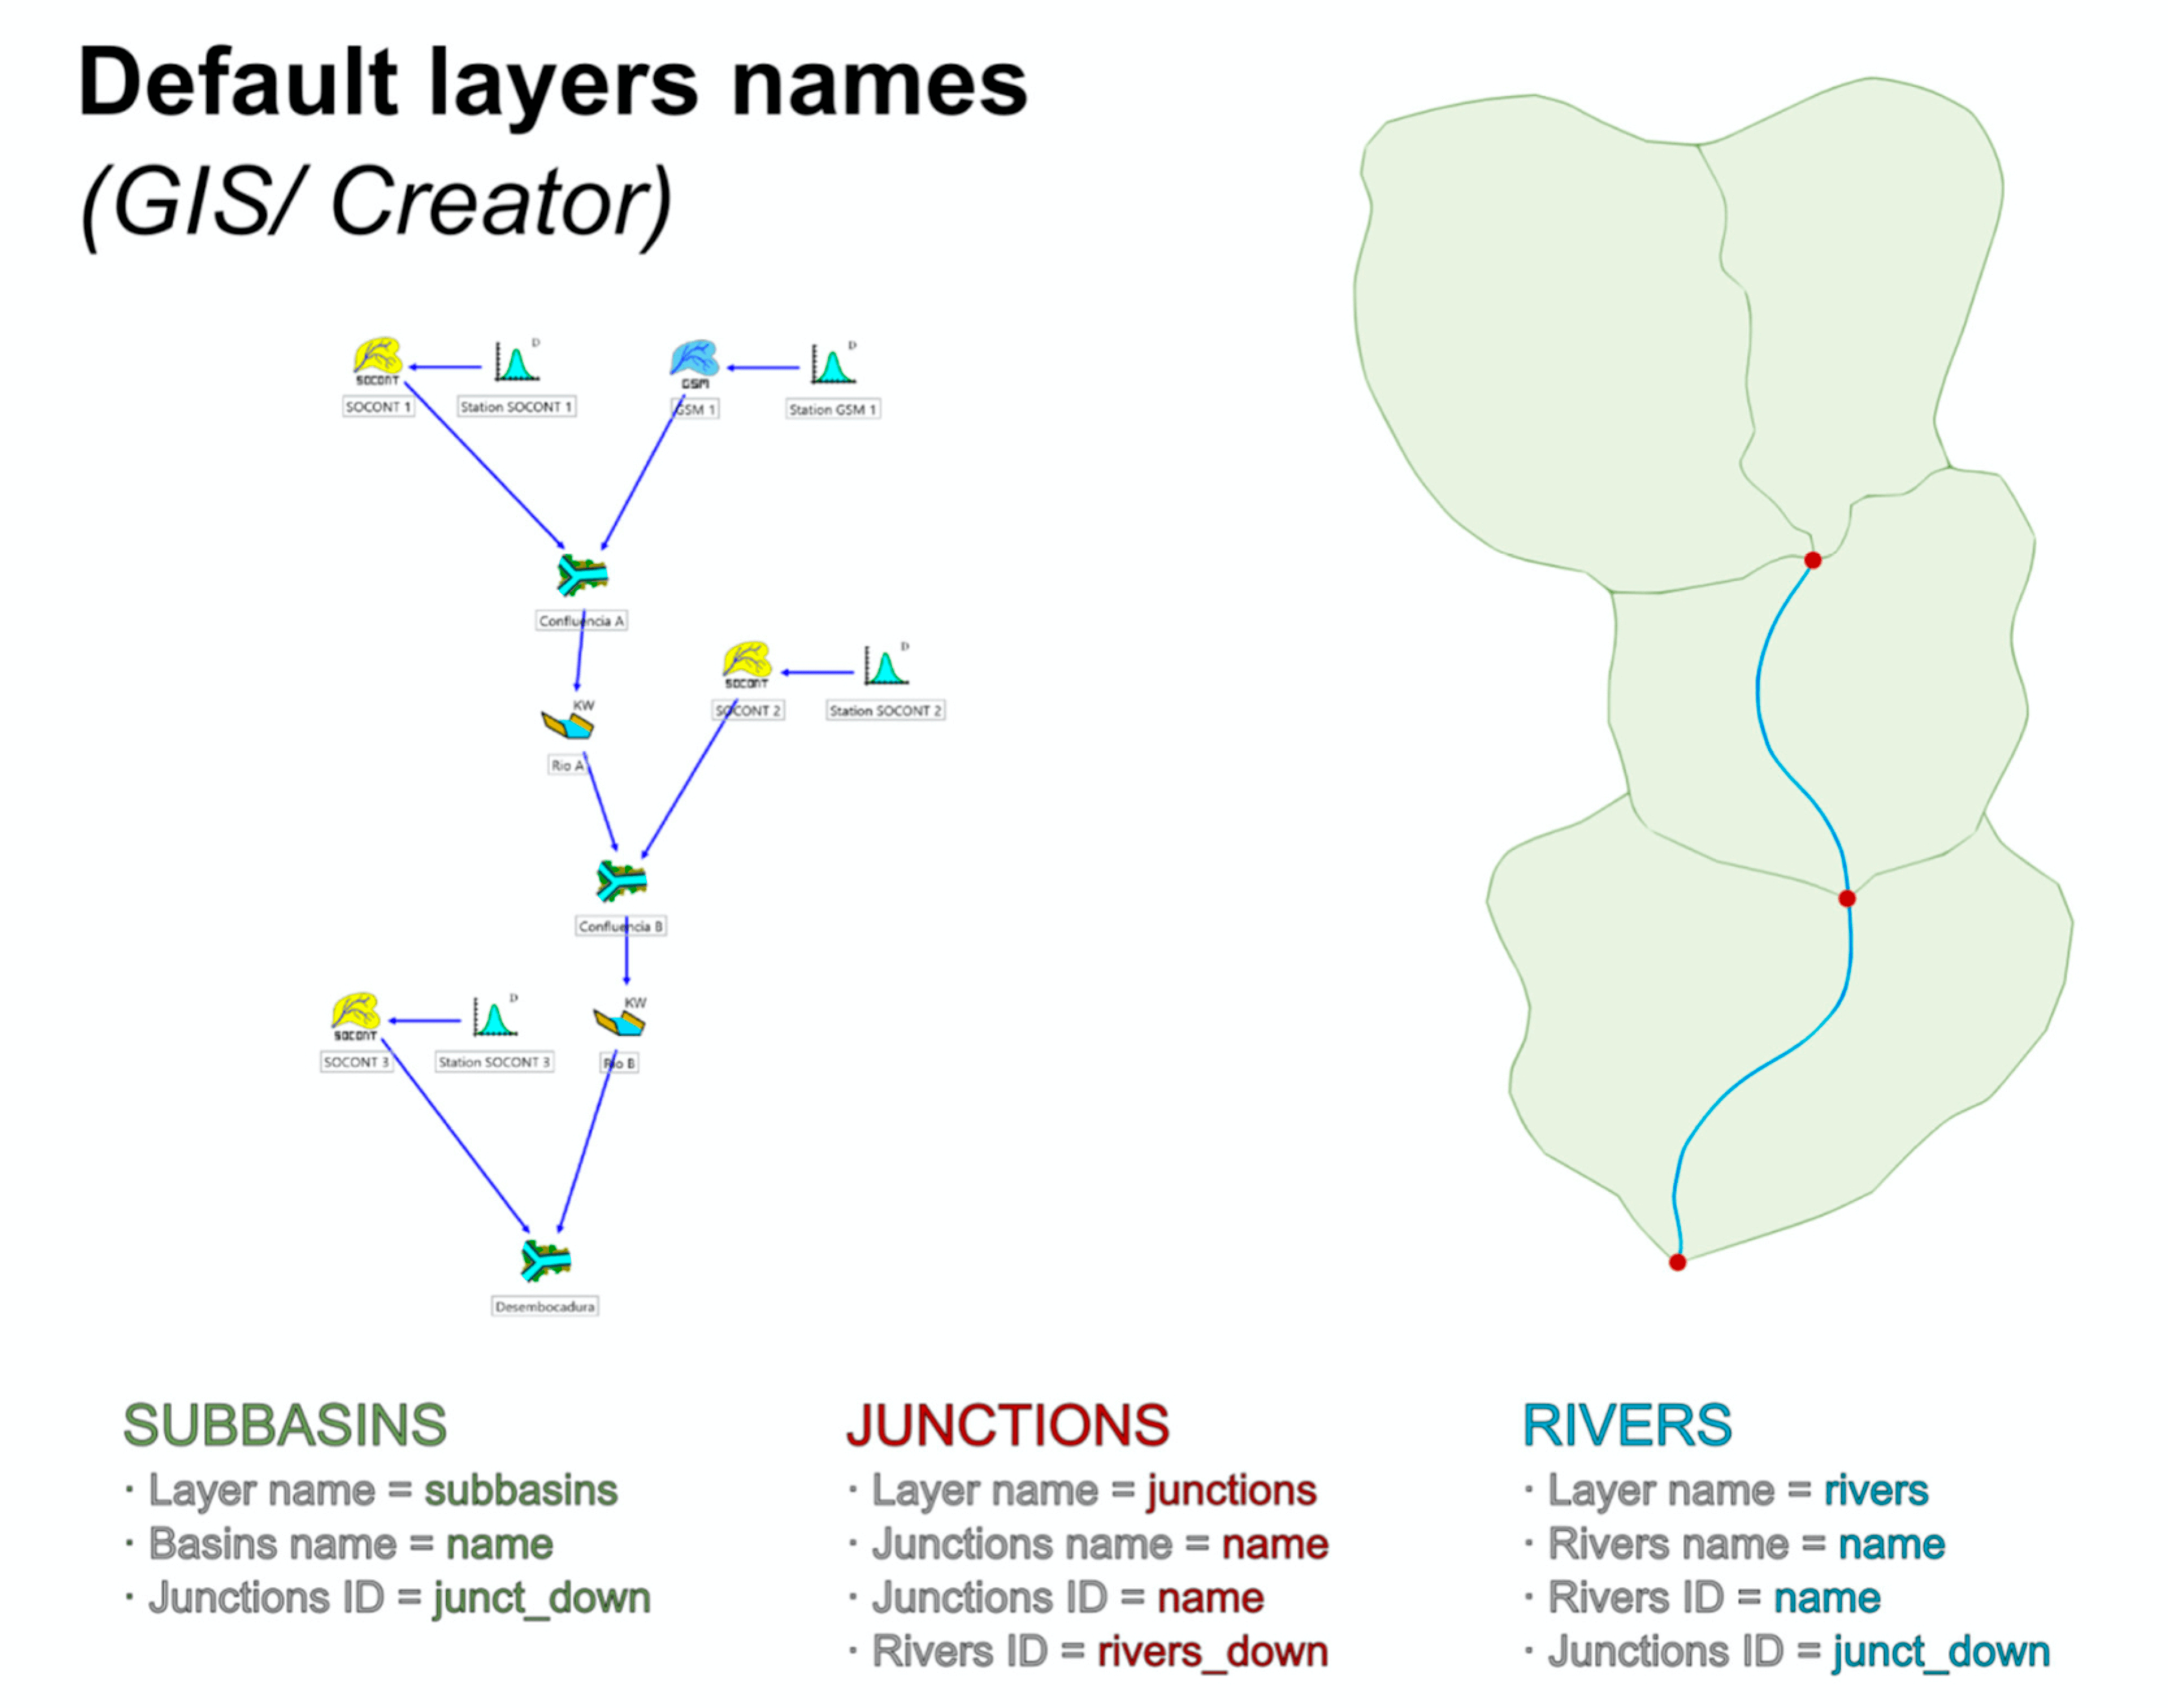 Default layers names
(GIS/ Creator)
D
D
SOCONT
GSM
SOCONT 1
Station SOCONT 1
GSM 1
Station GSM 1
Confluencia A
D
SOCONT
KW
SOCONT 2
Station SOCONT 2
Rio A
Confluencia B
D
KW
SOCONT
SOCONT 3
Station SOCONT 3
Rio B
Desembocadura
SUBBASINS
· Layer name = subbasins
· Basins name = name
· Junctions ID = junct_down
JUNCTIONS
· Layer name = junctions
· Junctions name = name
· Junctions ID = name
· Rivers ID = rivers_down
RIVERS
· Layer name = rivers
· Rivers name = name
· Rivers ID = name
· Junctions ID = junct_down